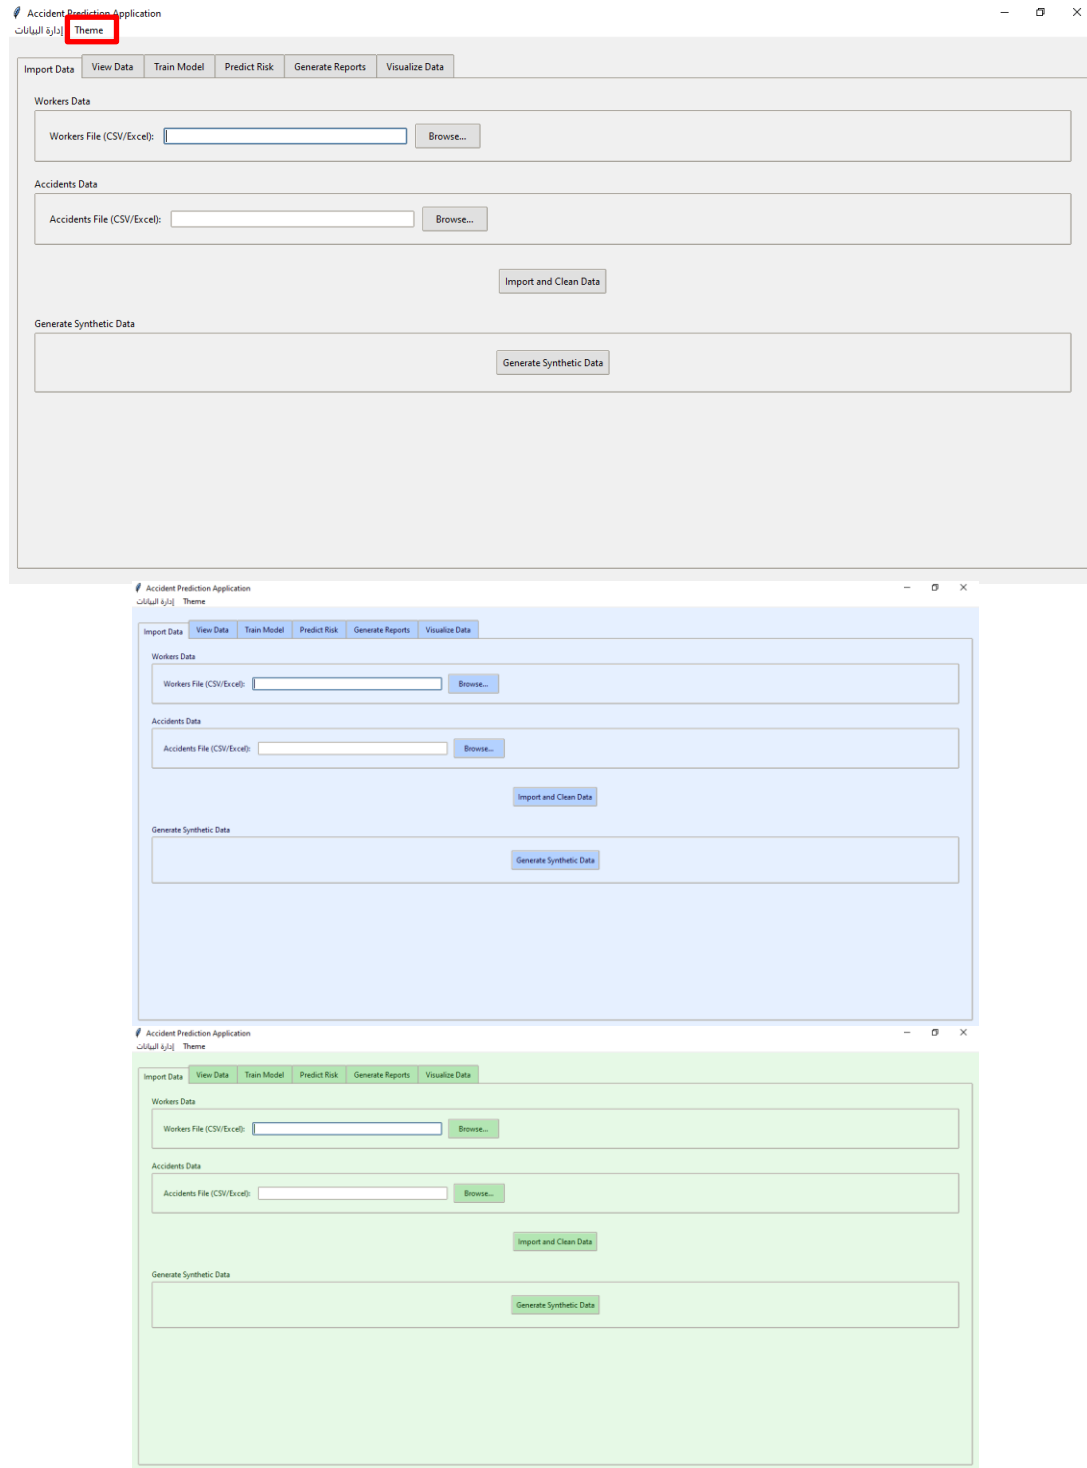 Accident Prediction Application
إدارة البيانات Theme
Import Data View Data Train Model Predict Risk Generate Reports Visualize Data
Workers Data
Workers File (CSV/Excel): Browse...
Accidents Data
Accidents File (CSV/Excel): Browse...
Import and Clean Data
Generate Synthetic Data
Generate Synthetic Data
Accident Prediction Application
إدارة البيانات Theme
Import Data View Data Train Model Predict Risk Generate Reports Visualize Data
Workers Data
Workers File (CSV/Excel): Browse...
Accidents Data
Accidents File (CSV/Excel): Browse...
Import and Clean Data
Generate Synthetic Data
Generate Synthetic Data
Accident Prediction Application
إدارة البيانات Theme
Import Data View Data Train Model Predict Risk Generate Reports Visualize Data
Workers Data
Workers File (CSV/Excel): Browse...
Accidents Data
Accidents File (CSV/Excel): Browse...
Import and Clean Data
Generate Synthetic Data
Generate Synthetic Data